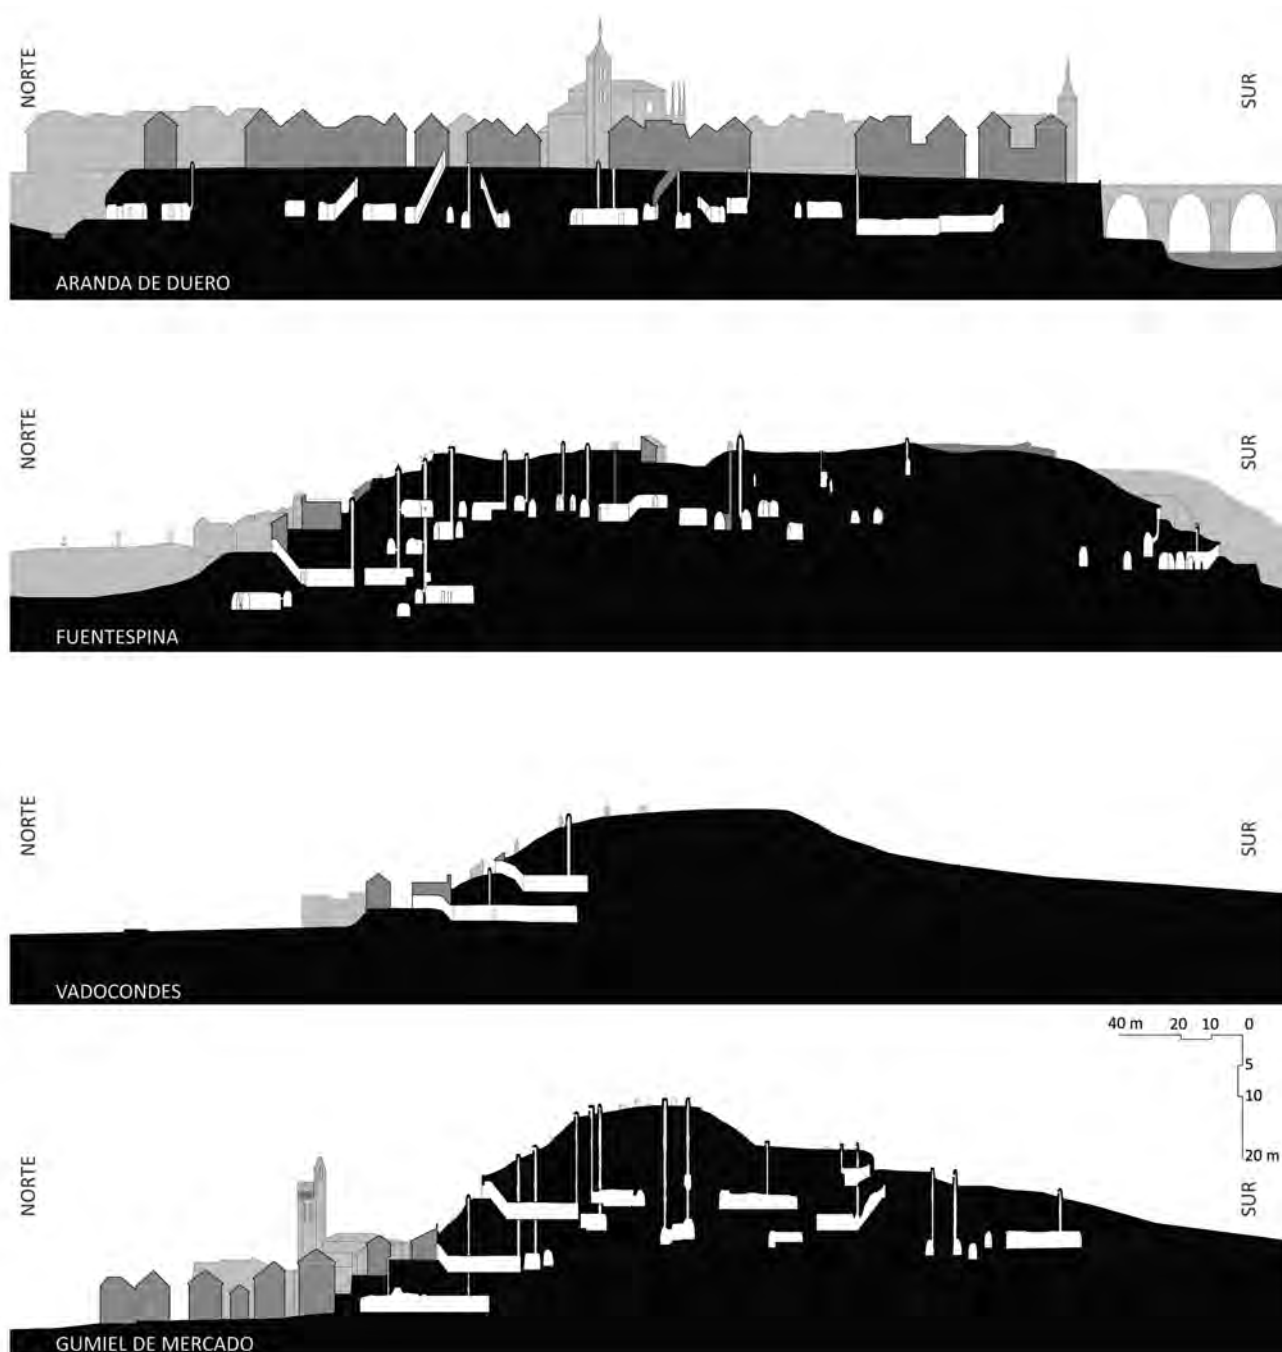 NORTE
SUR
ARANDA DE DUERO
NORTE
SUR
FUENTESPINA
NORTE
SUR
VADOCONDES
40 m 20 10 0
5
10
20 m
NORTE
SUR
GUMIEL DE MERCADO